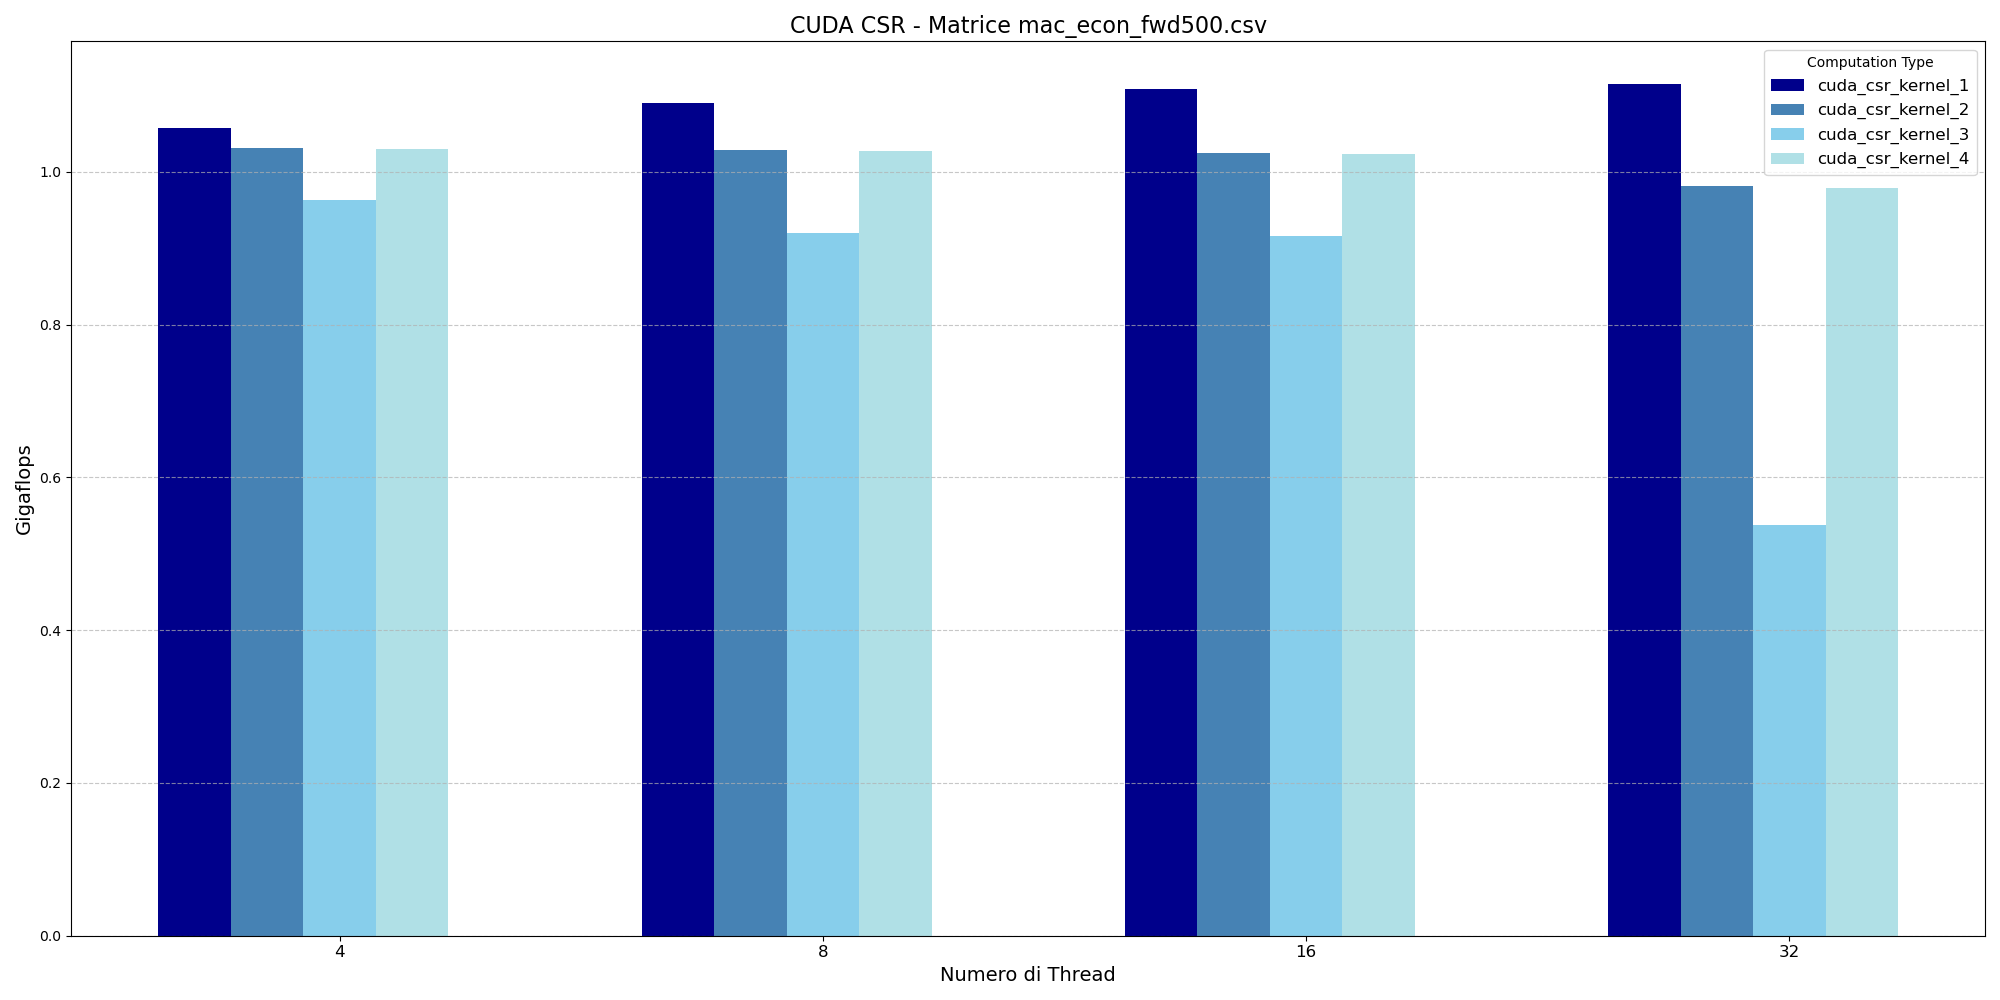 CUDA CSR - Matrice mac_econ_fwd500.csv
Computation Type
cuda_csr_kernel_1
cuda_csr_kernel_2
cuda_csr_kernel_3
cuda_csr_kernel_4
Gigaflops
1.0
0.8
0.6
0.4
0.2
0.0
4 8 16 32
Numero di Thread